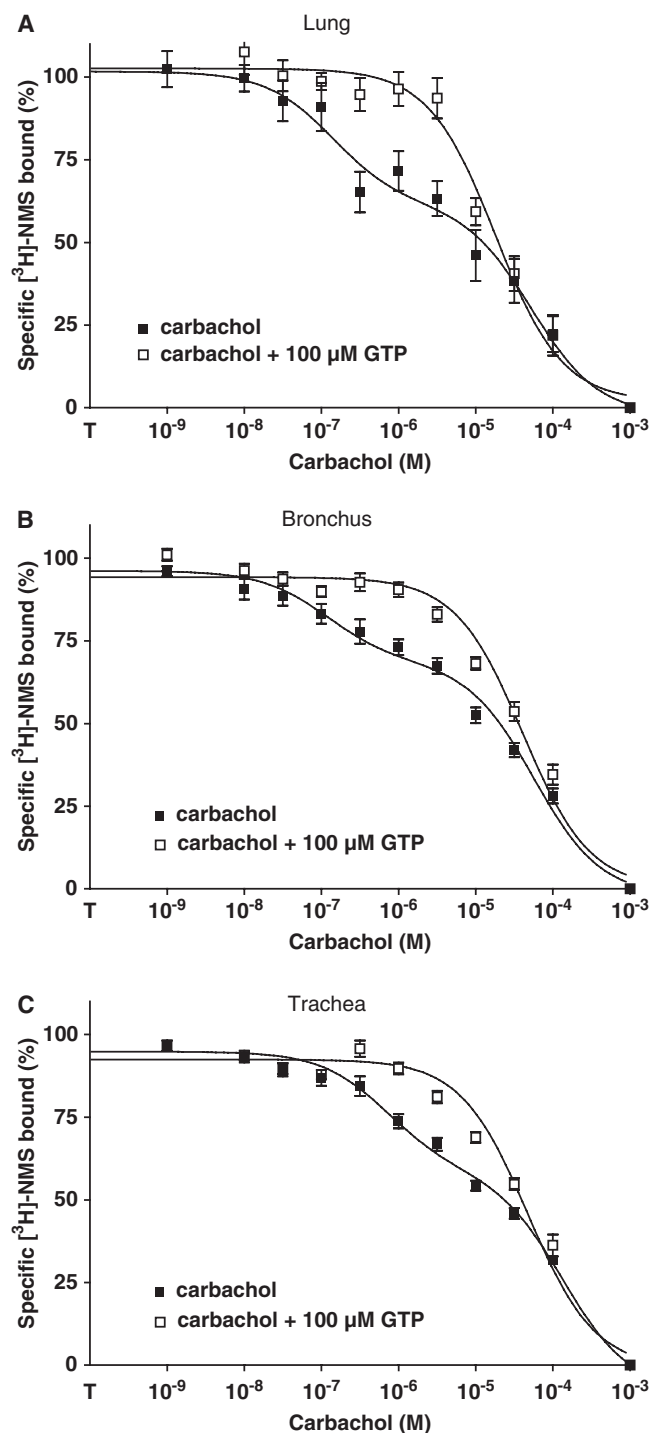 A
Lung
Specific [³H]-NMS bound (%)
100
75
50
25
0
carbachol
carbachol + 100 µM GTP
T 10⁻⁹ 10⁻⁸ 10⁻⁷ 10⁻⁶ 10⁻⁵ 10⁻⁴ 10⁻³
Carbachol (M)
B
Bronchus
Specific [³H]-NMS bound (%)
100
75
50
25
0
carbachol
carbachol + 100 µM GTP
T 10⁻⁹ 10⁻⁸ 10⁻⁷ 10⁻⁶ 10⁻⁵ 10⁻⁴ 10⁻³
Carbachol (M)
C
Trachea
Specific [³H]-NMS bound (%)
100
75
50
25
0
carbachol
carbachol + 100 µM GTP
T 10⁻⁹ 10⁻⁸ 10⁻⁷ 10⁻⁶ 10⁻⁵ 10⁻⁴ 10⁻³
Carbachol (M)